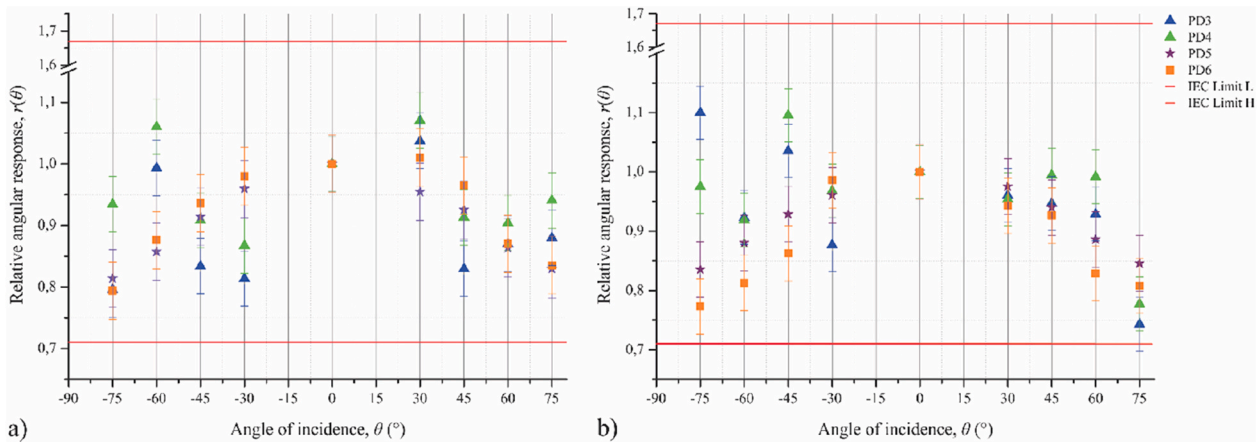 1,7
1,6
1,1
1,0
0,9
0,8
0,7
Relative angular response, r(θ)
-90 -75 -60 -45 -30 -15 0 15 30 45 60 75
Angle of incidence, θ (°)
a)
1,7
1,6
1,1
1,0
0,9
0,8
0,7
Relative angular response, r(θ)
-90 -75 -60 -45 -30 -15 0 15 30 45 60 75
Angle of incidence, θ (°)
b)
PD3
PD4
PD5
PD6
IEC Limit L
IEC Limit H